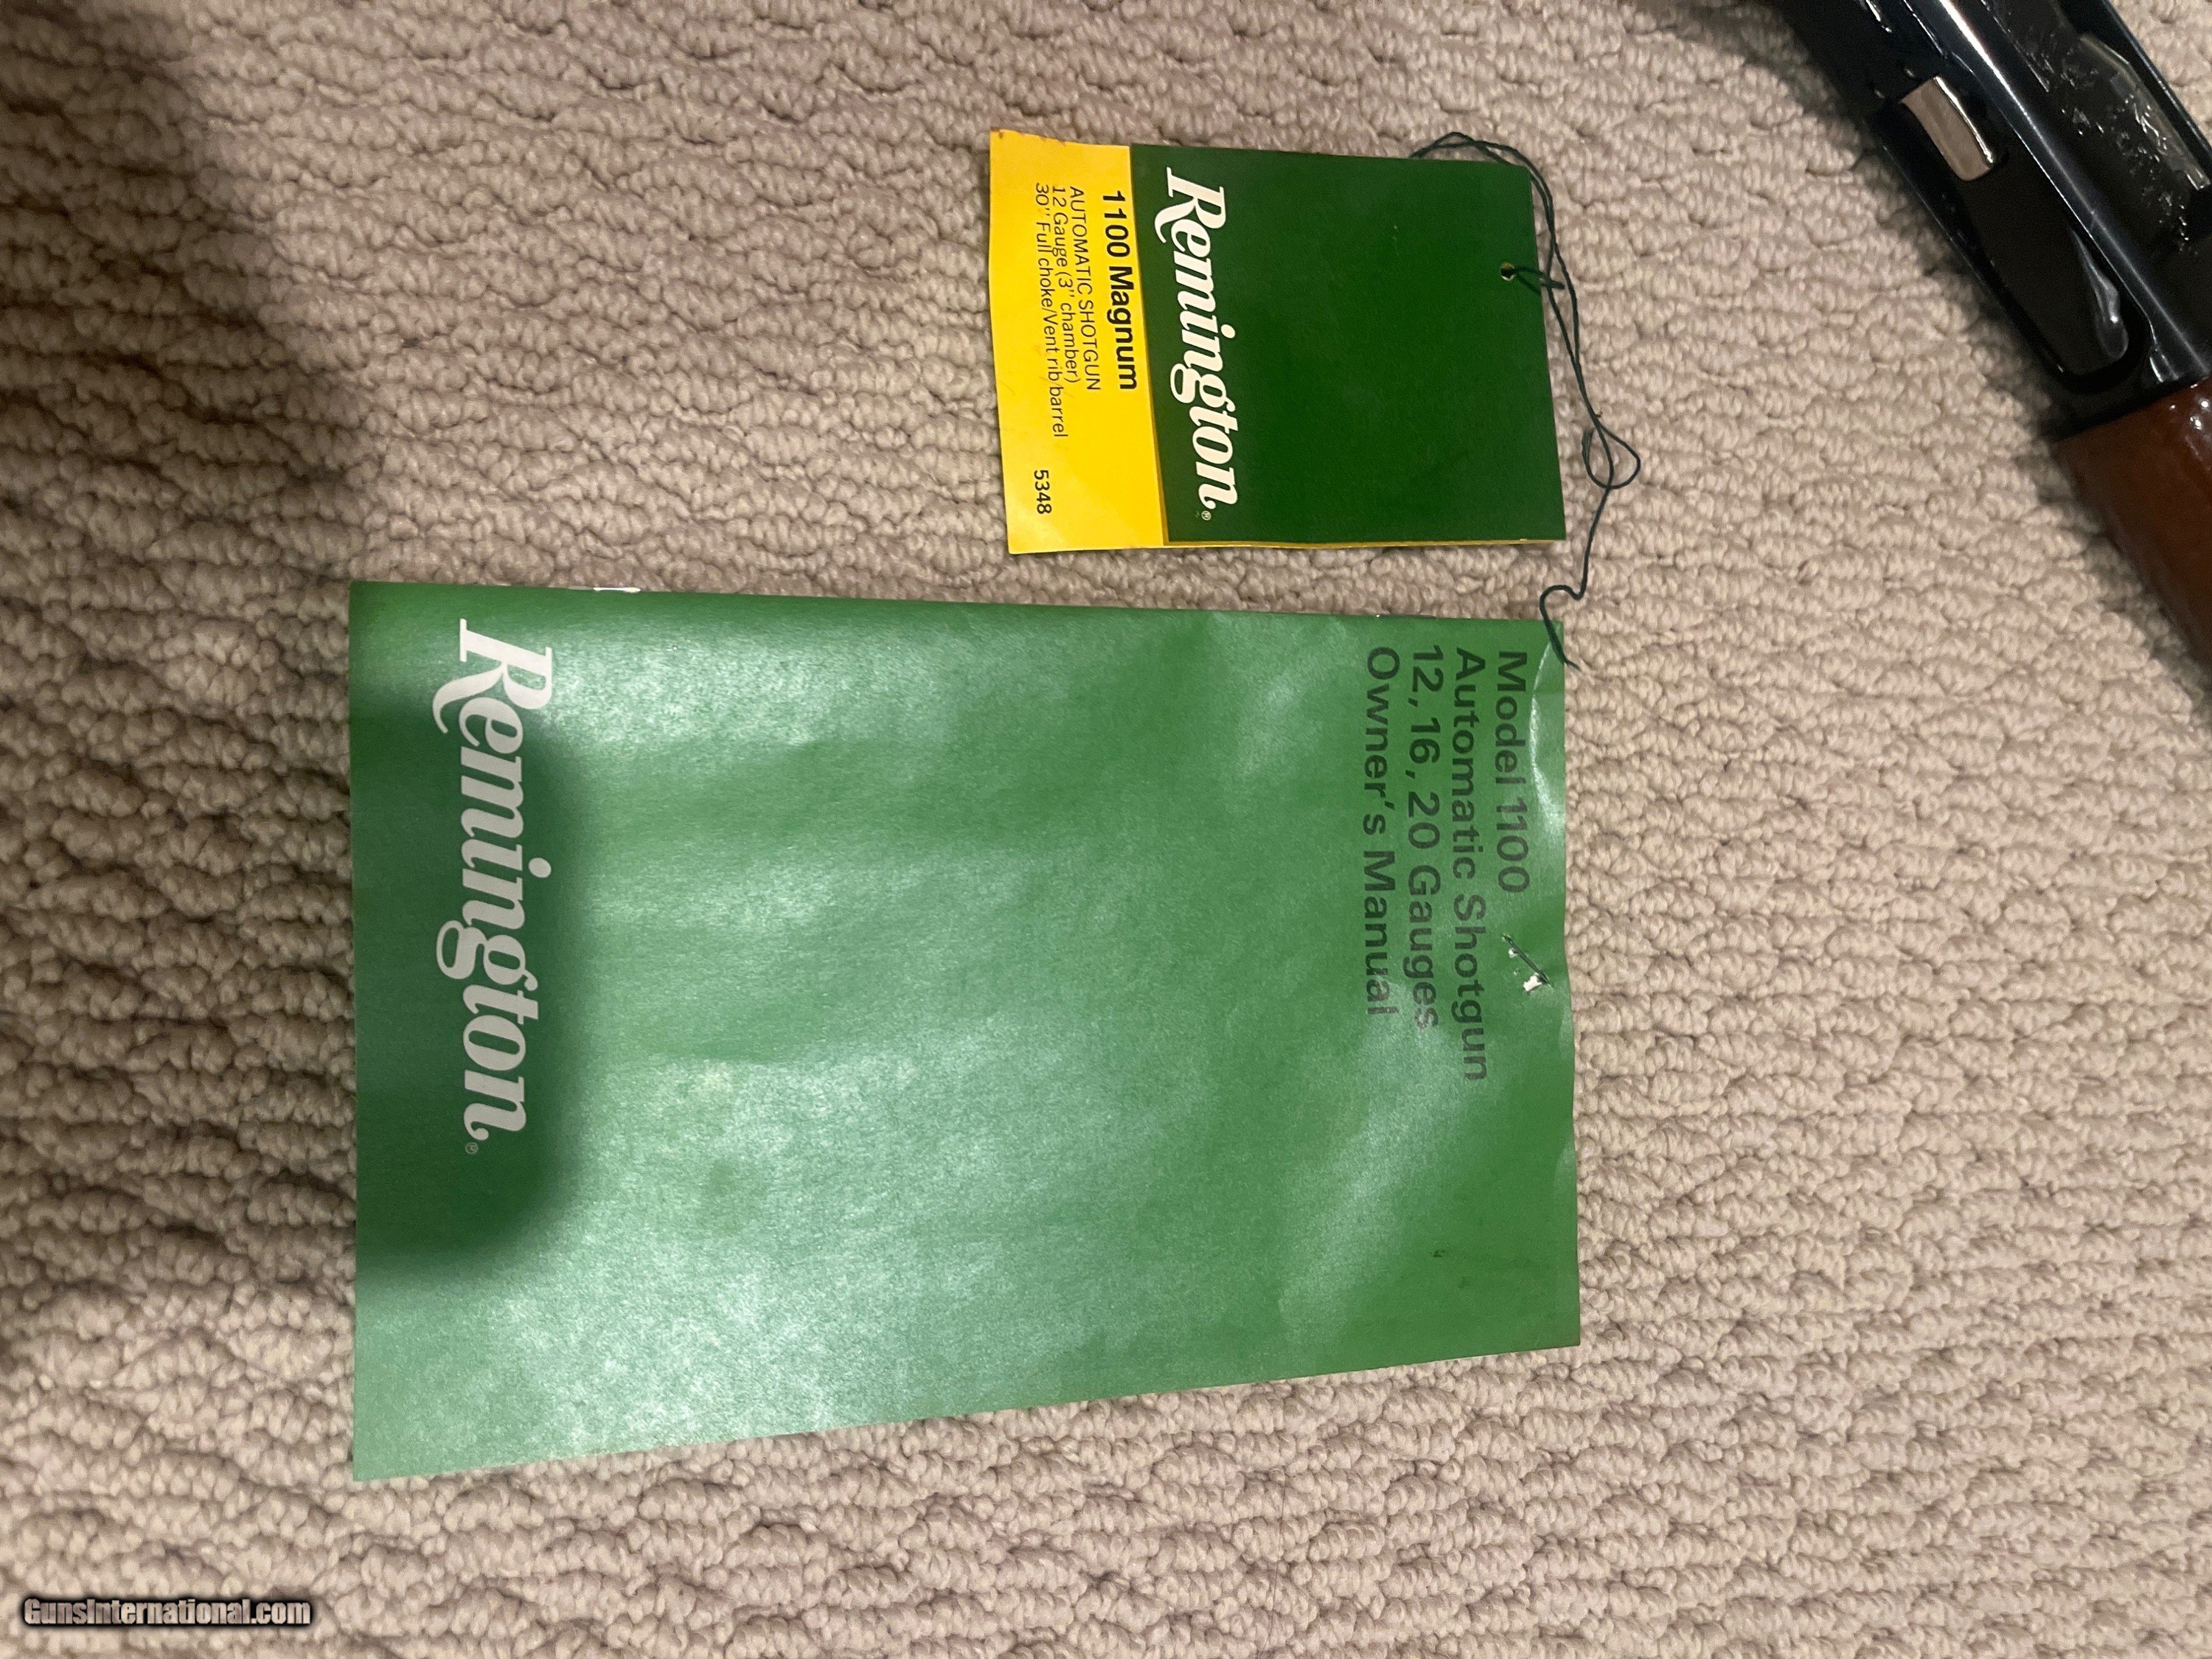 Remington®
1100 Magnum
AUTOMATIC SHOTGUN
12 Gauge (3" chamber)
30" Full choke/Vent rib barrel 5348
Model 1100
Automatic Shotgun
12, 16, 20 Gauges
Owner's Manual
Remington®
GunsInternational.com